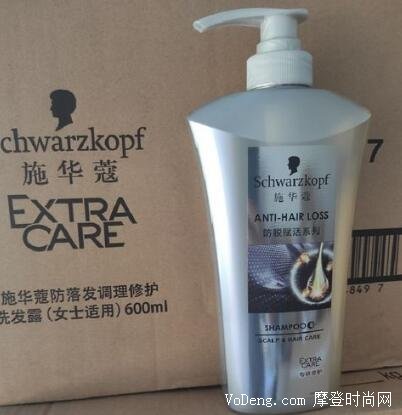 Schwarzkopf
施华蔻
EXTRA
CARE
施华蔻防落发调理修护
洗发露(女士适用)600ml
Schwarzkopf
施华蔻
ANTI-HAIR LOSS
防脱赋活系列
SHAMPOO
SCALP & HAIR CARE
EXTRA
CARE
7
8497
VoDeng.com 摩登时尚网